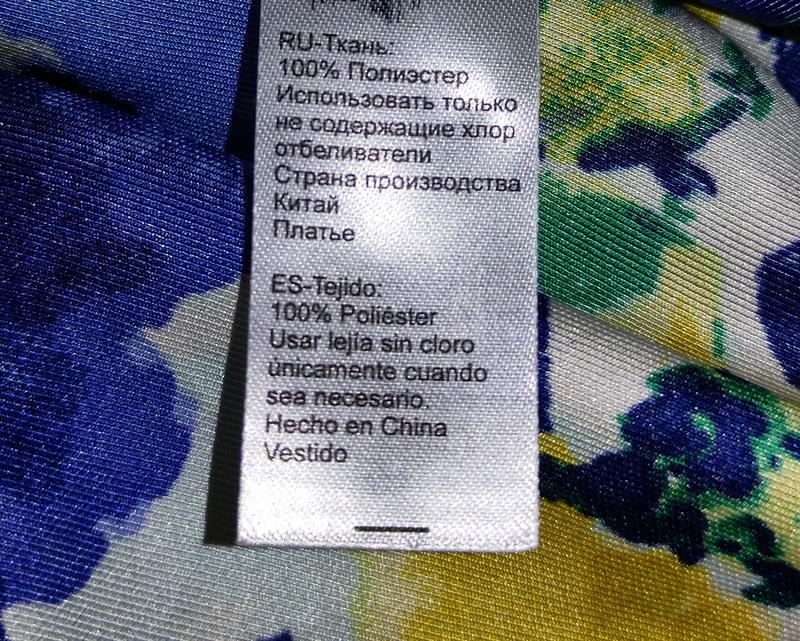 RU-Ткань:
100% Полиэстер
Использовать только
не содержащие хлор
отбеливатели
Страна производства
Китай
Платье
ES-Tejido:
100% Poliéster
Usar lejía sin cloro
únicamente cuando
sea necesario.
Hecho en China
Vestido